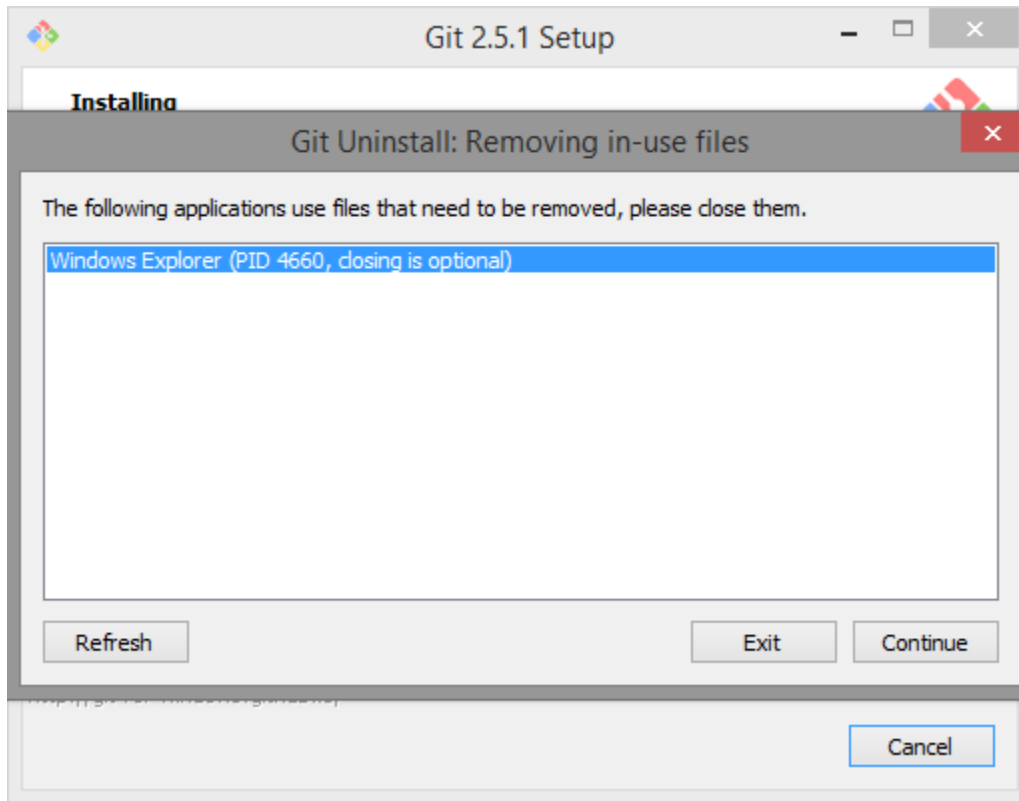 Git 2.5.1 Setup
Installing
Git Uninstall: Removing in-use files
The following applications use files that need to be removed, please close them.
Windows Explorer (PID 4660, closing is optional)
Refresh
Exit
Continue
Cancel